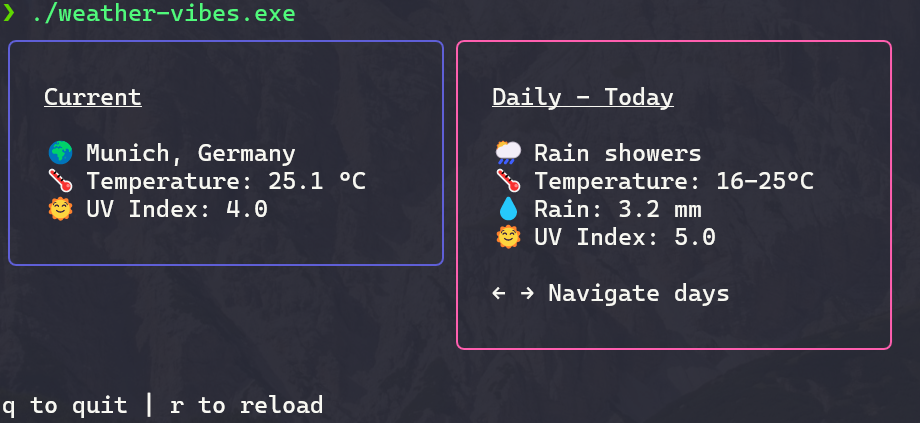 ❯ ./weather-vibes.exe
Current
🌍 Munich, Germany
🌡️ Temperature: 25.1 °C
🌞 UV Index: 4.0
Daily - Today
🌧️ Rain showers
🌡️ Temperature: 16-25°C
💧 Rain: 3.2 mm
🌞 UV Index: 5.0
← → Navigate days
q to quit | r to reload